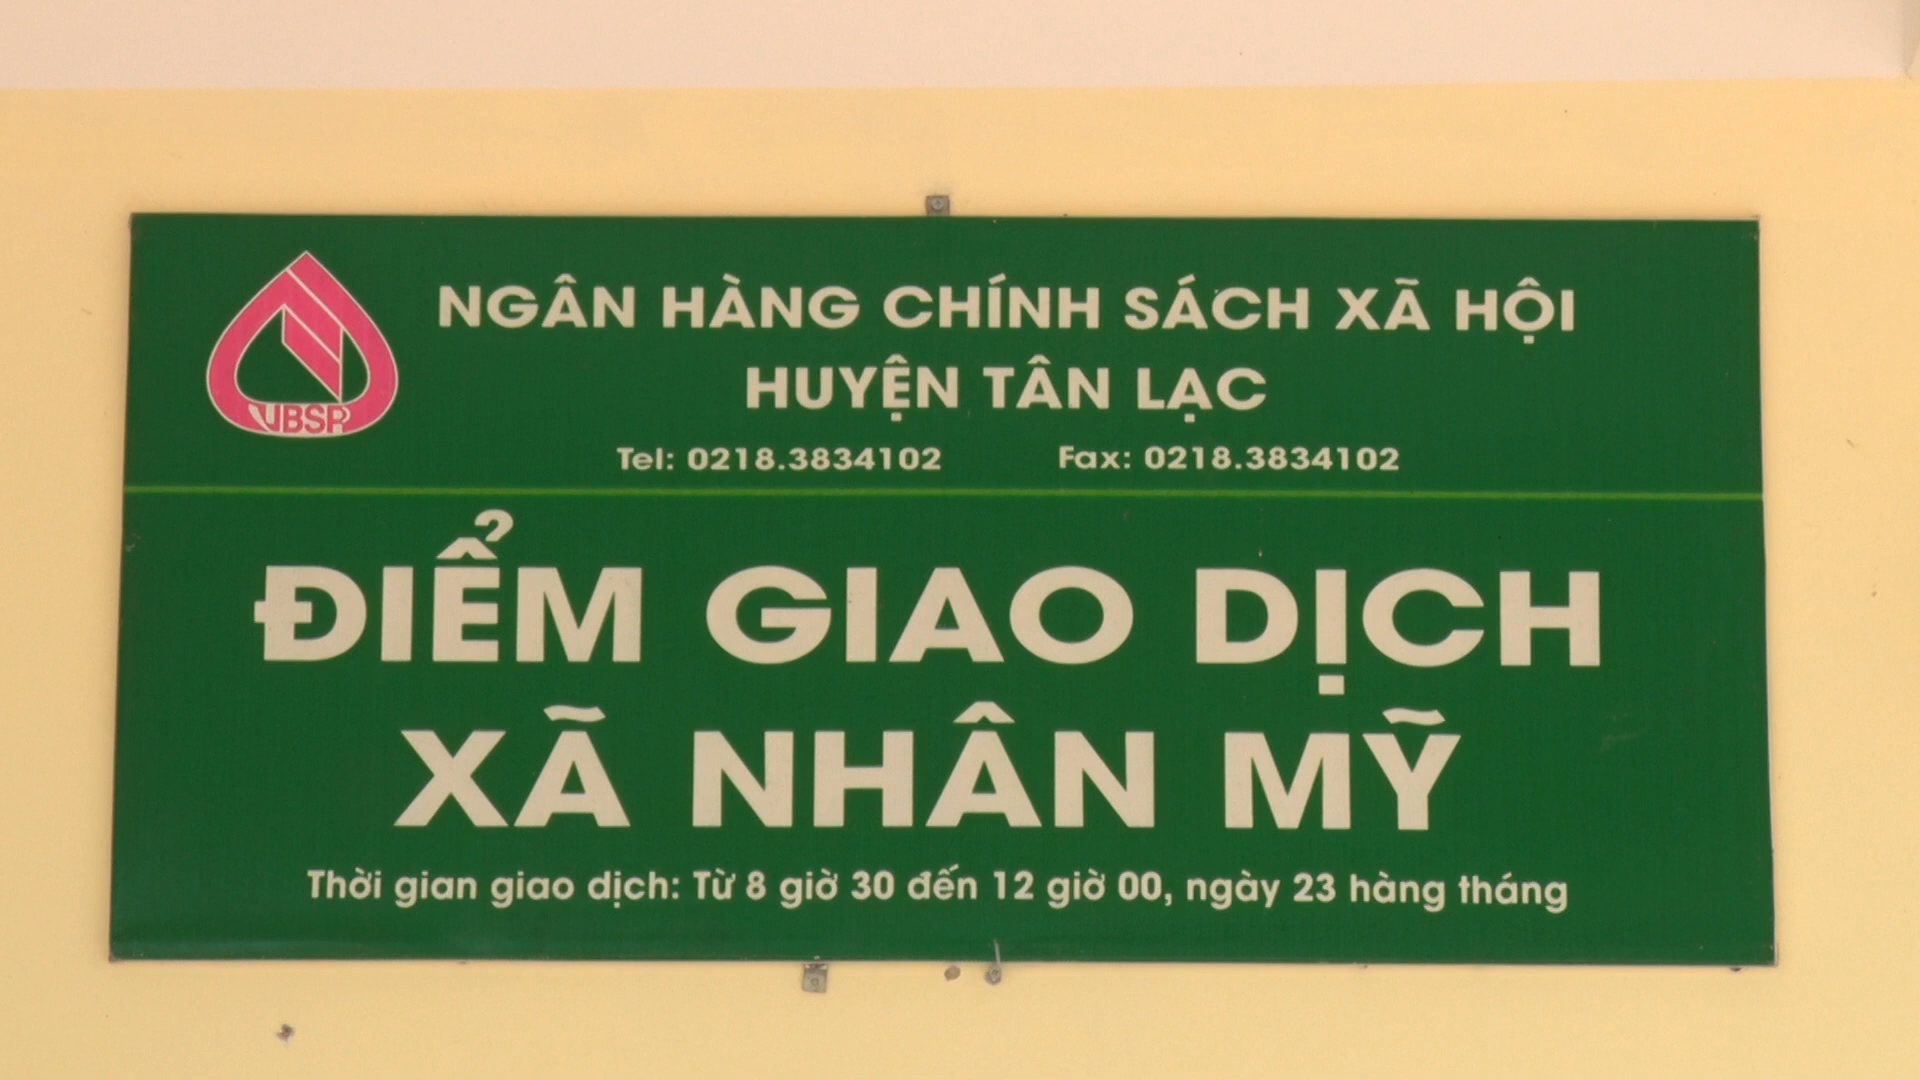 VBSP
NGÂN HÀNG CHÍNH SÁCH XÃ HỘI
HUYỆN TÂN LẠC
Tel: 0218.3834102 Fax: 0218.3834102
ĐIỂM GIAO DỊCH
XÃ NHÂN MỸ
Thời gian giao dịch: Từ 8 giờ 30 đến 12 giờ 00, ngày 23 hàng tháng